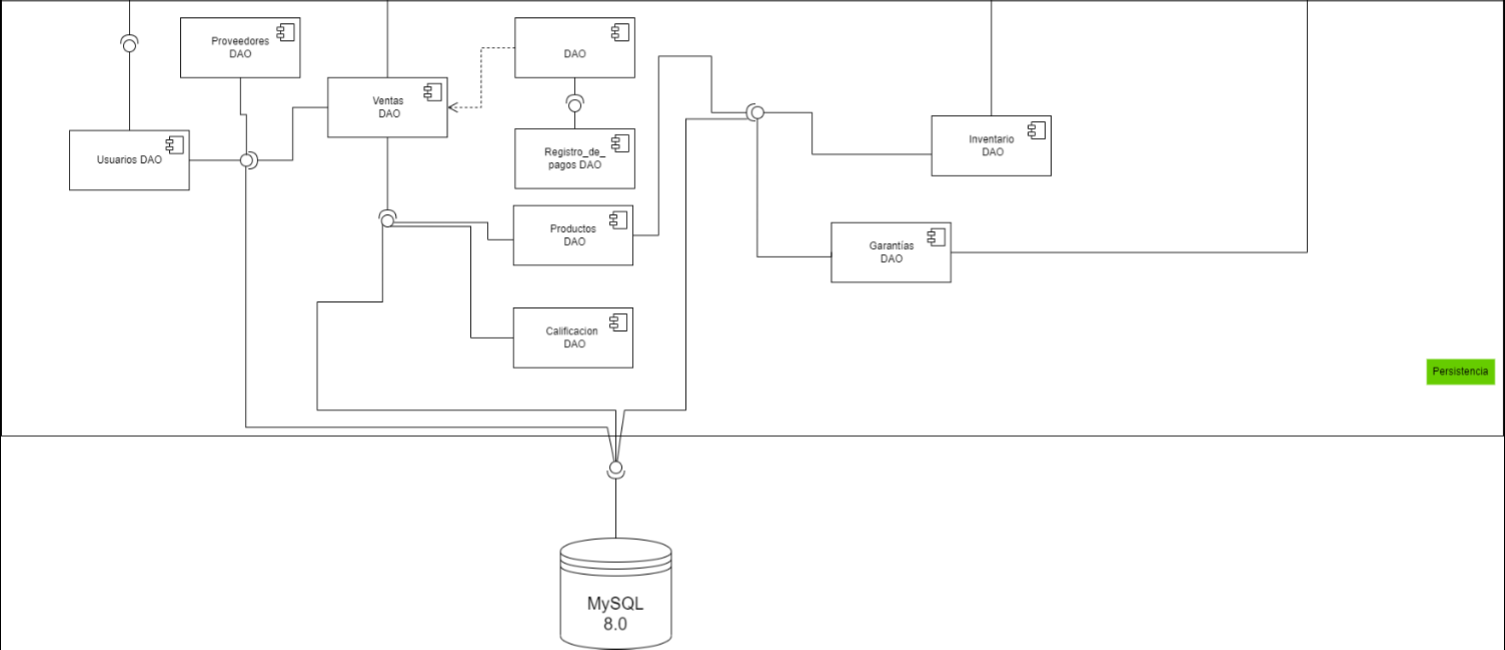 Proveedores
DAO
DAO
Ventas
DAO
Usuarios DAO
Registro_de_
pagos DAO
Inventario
DAO
Productos
DAO
Garantías
DAO
Calificacion
DAO
Persistencia
MySQL
8.0